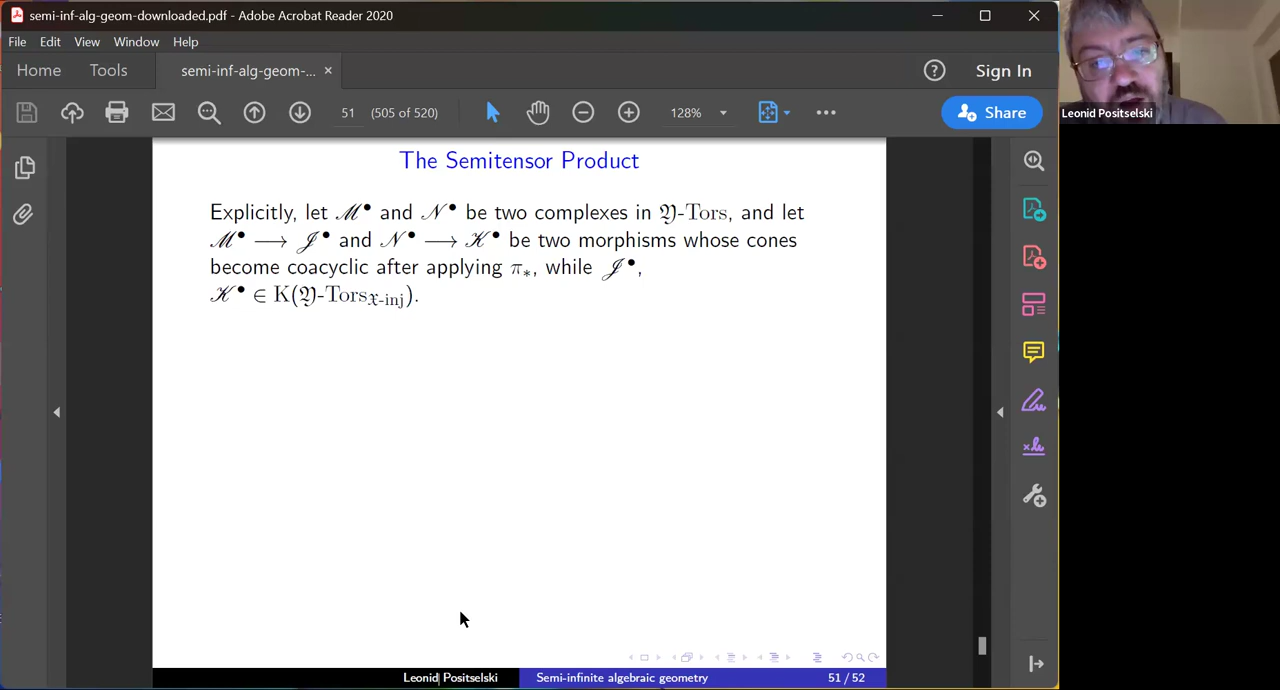 semi-inf-alg-geom-downloaded.pdf - Adobe Acrobat Reader 2020
File Edit View Window Help
Home Tools semi-inf-alg-geom-... × Sign In
51 (505 of 520) 128% Share
Leonid Positselski
The Semitensor Product
Explicitly, let ℳ• and 𝒩• be two complexes in 𝔜-Tors, and let
ℳ• ⟶ 𝒥• and 𝒩• ⟶ 𝒦• be two morphisms whose cones
become coacyclic after applying π∗, while 𝒥•,
𝒦• ∈ K(𝔜-Tors𝔛-inj).
Leonid Positselski Semi-infinite algebraic geometry 51 / 52